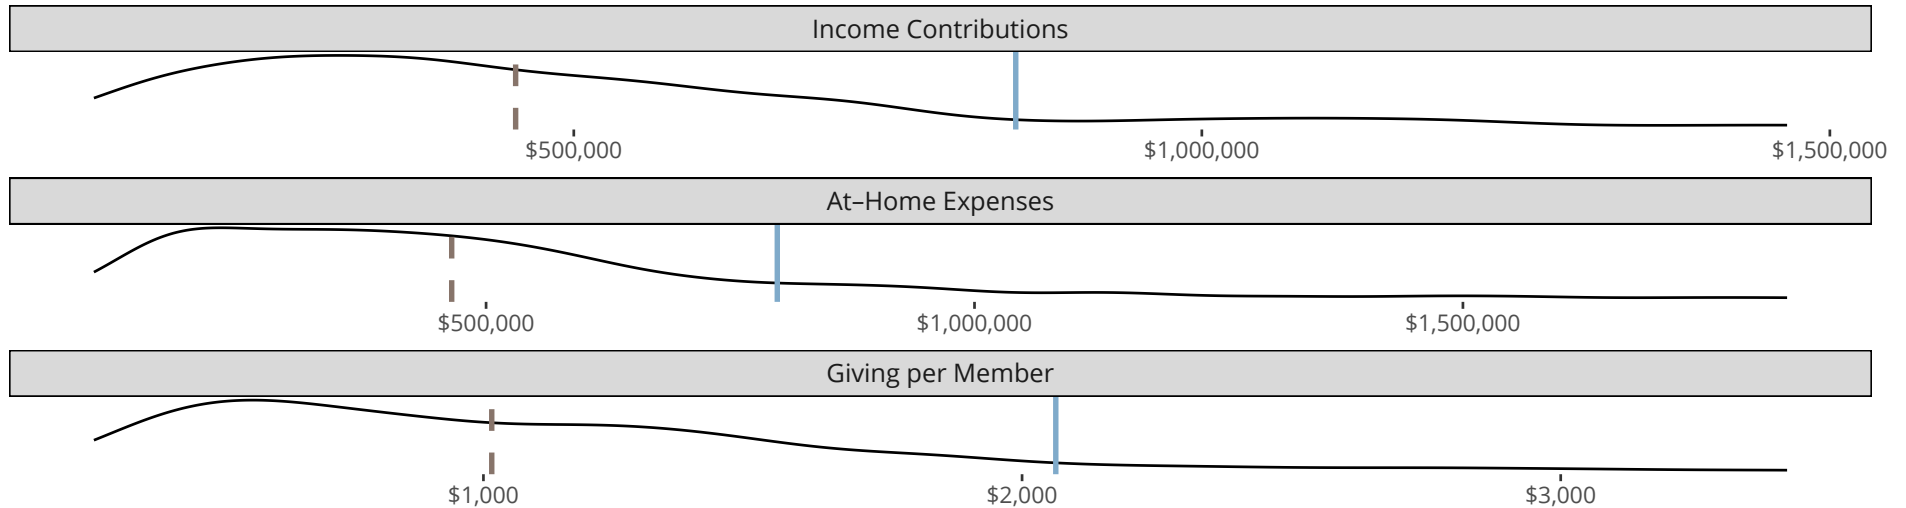 Income Contributions
$500,000 $1,000,000 $1,500,000
At–Home Expenses
$500,000 $1,000,000 $1,500,000
Giving per Member
$1,000 $2,000 $3,000